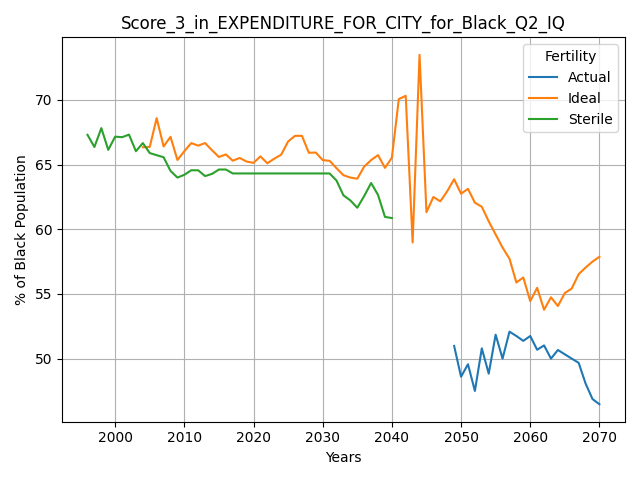 Score_3_in_EXPENDITURE_FOR_CITY_for_Black_Q2_IQ
Fertility
Actual
Ideal
Sterile
% of Black Population
70
65
60
55
50
2000 2010 2020 2030 2040 2050 2060 2070
Years